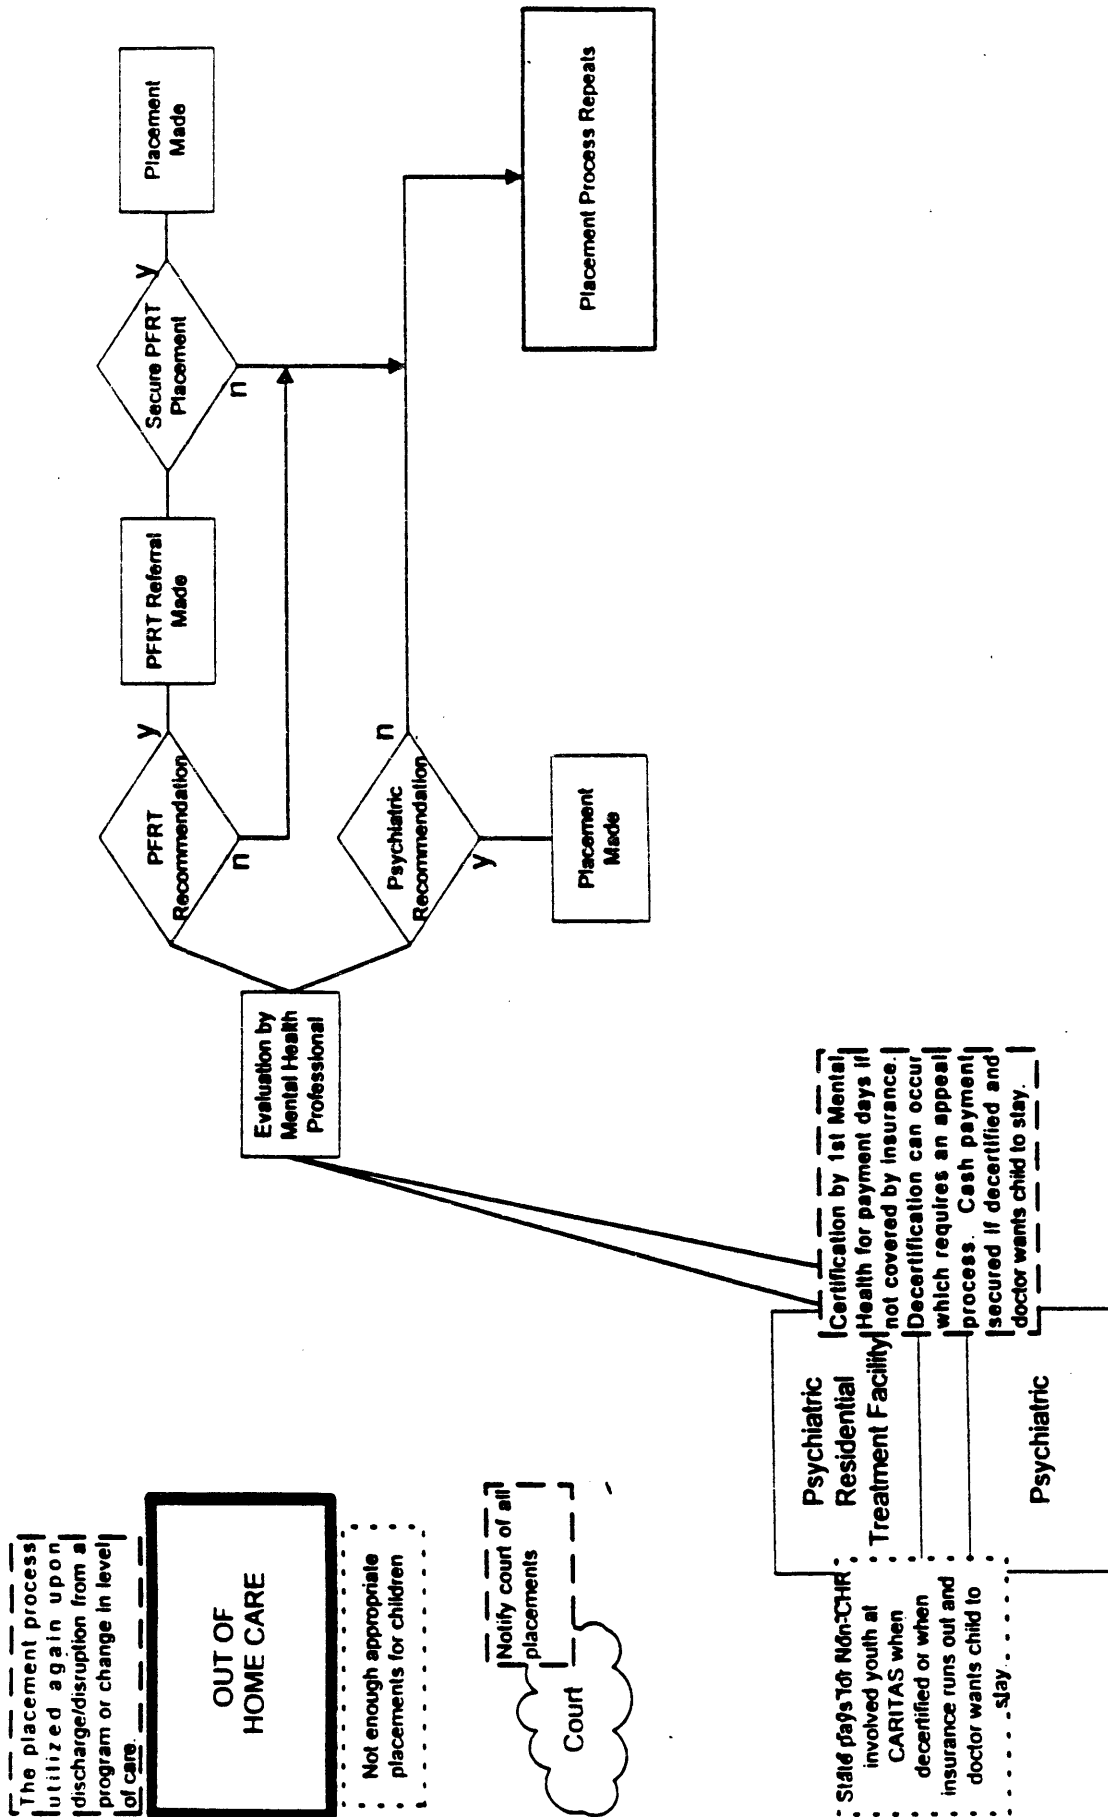 The placement process
utilized again upon
discharge/disruption from a
program or change in level
of care.
OUT OF
HOME CARE
Not enough appropriate
placements for children
Notify court of all
placements
Court
State pays for Non-CHR
involved youth at
CARITAS when
decertified or when
insurance runs out and
doctor wants child to
stay.
Psychiatric
Residential
Treatment Facility
Psychiatric
Certification by 1st Mental
Health for payment days if
not covered by insurance.
Decertification can occur
which requires an appeal
process. Cash payment
secured if decertified and
doctor wants child to stay.
Evaluation by
Mental Health
Professional
PFRT
Recommendation
y
n
PFRT Referral
Made
Secure PFRT
Placement
y
n
Placement
Made
Psychiatric
Recommendation
n
y
Placement
Made
Placement Process Repeats